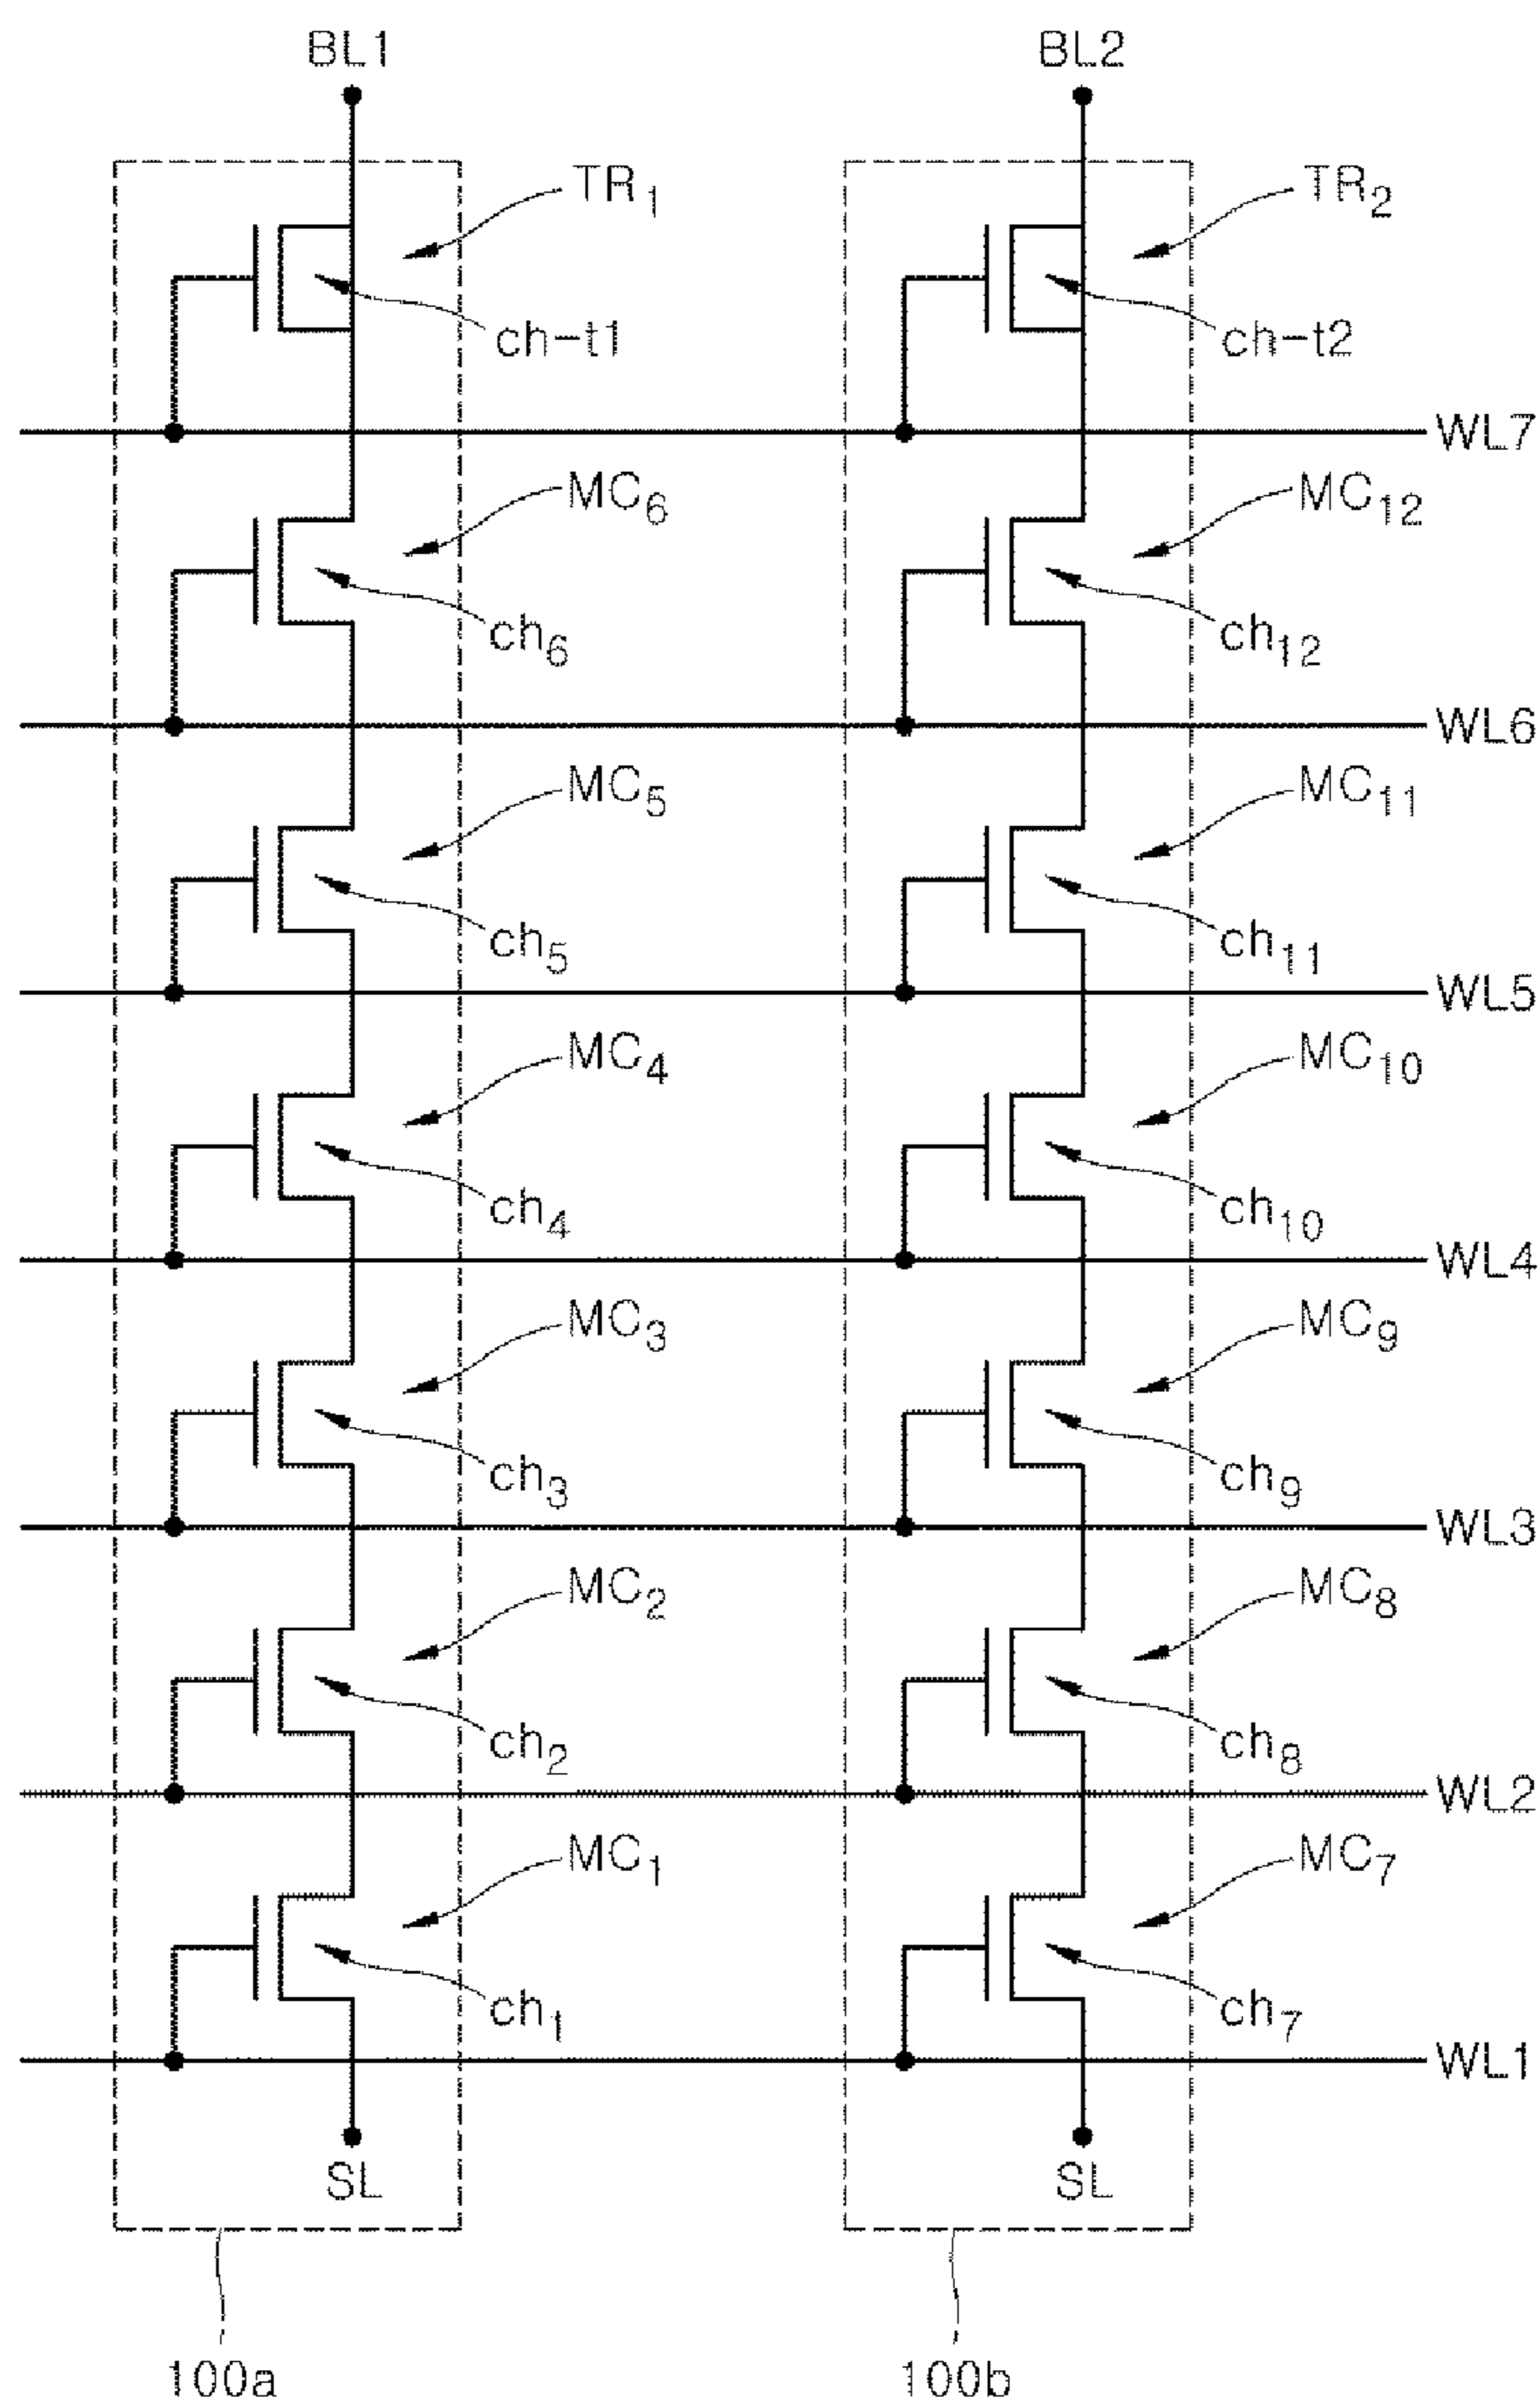 BL1 BL2
TR1 TR2
ch-t1 ch-t2
WL7
MC6 MC12
ch6 ch12
WL6
MC5 MC11
ch5 ch11
WL5
MC4 MC10
ch4 ch10
WL4
MC3 MC9
ch3 ch9
WL3
MC2 MC8
ch2 ch8
WL2
MC1 MC7
ch1 ch7
WL1
SL SL
100a 100b